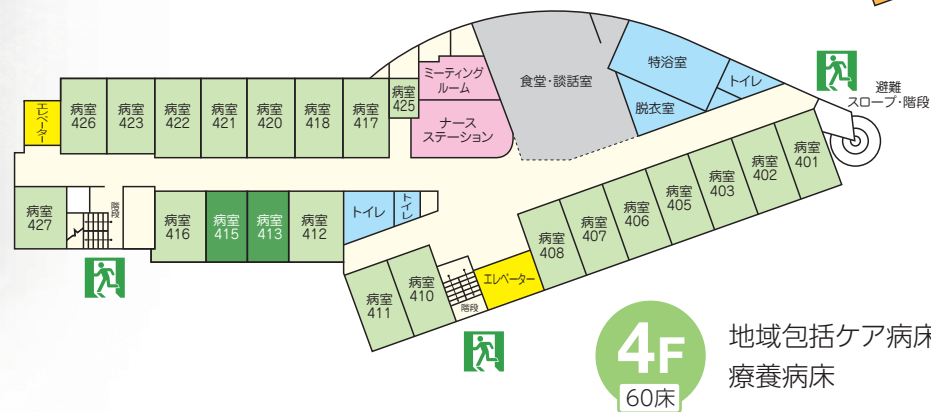 エレベーター
病室
426
病室
423
病室
422
病室
421
病室
420
病室
418
病室
417
病室
425
ミーティング
ルーム
ナース
ステーション
食堂・談話室
特浴室
トイレ
脱衣室
避難
スロープ・階段
病室
427
階段
病室
416
病室
415
病室
413
病室
412
トイレ
トイレ
病室
411
病室
410
階段
エレベーター
病室
408
病室
407
病室
406
病室
405
病室
403
病室
402
病室
401
4F
60床
地域包括ケア病床
療養病床